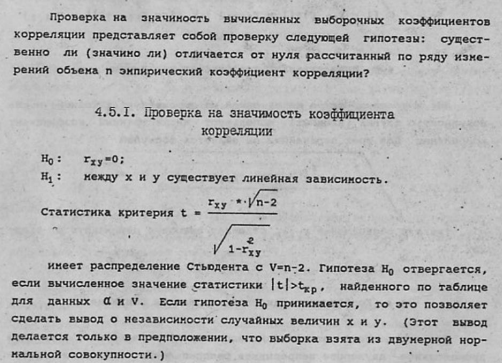 Проверка на значимость вычисленных выборочных коэффициентов
корреляции представляет собой проверку следующей гипотезы: сущест-
венно ли (значимо ли) отличается от нуля рассчитанный по ряду изме-
рений объема n эмпирический коэффициент корреляции?
4.5.I. Проверка на значимость коэффициента
корреляции
H₀: rₓᵧ=0;
H₁: между x и y существует линейная зависимость.
Статистика критерия t = rₓᵧ * √n-2 / √1-r²ₓᵧ
имеет распределение Стьюдента с V=n-2. Гипотеза H₀ отвергается,
если вычисленное значение статистики |t|>tкр, найденного по таблице
для данных α и V. Если гипотеза H₀ принимается, то это позволяет
сделать вывод о независимости случайных величин x и y. (Этот вывод
делается только в предположении, что выборка взята из двумерной нор-
мальной совокупности.)